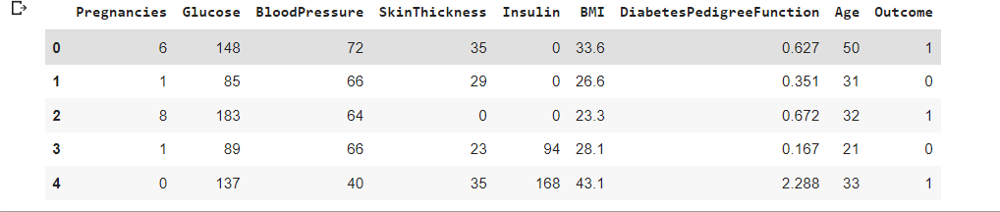 Pregnancies Glucose BloodPressure SkinThickness Insulin BMI DiabetesPedigreeFunction Age Outcome
0 6 148 72 35 0 33.6 0.627 50 1
1 1 85 66 29 0 26.6 0.351 31 0
2 8 183 64 0 0 23.3 0.672 32 1
3 1 89 66 23 94 28.1 0.167 21 0
4 0 137 40 35 168 43.1 2.288 33 1